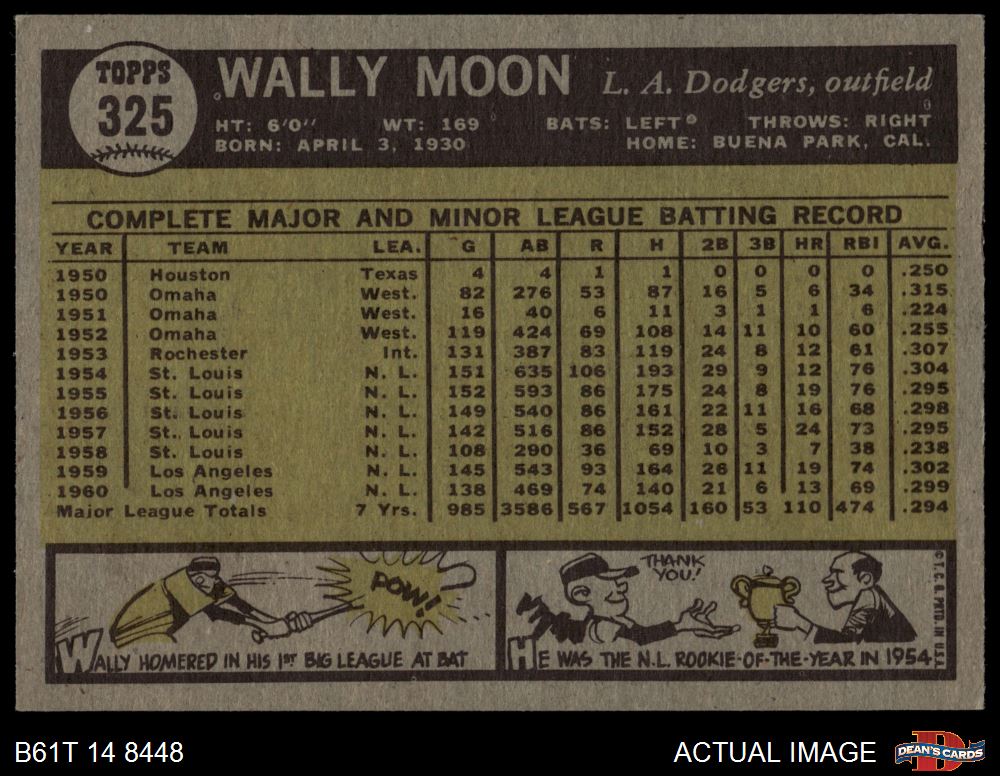 TOPPS
325
WALLY MOON L. A. Dodgers, outfield
HT: 6'0" WT: 169 BATS: LEFT THROWS: RIGHT
BORN: APRIL 3, 1930 HOME: BUENA PARK, CAL.
COMPLETE MAJOR AND MINOR LEAGUE BATTING RECORD
YEAR TEAM LEA. G AB R H 2B 3B HR RBI AVG.
1950 Houston Texas 4 4 1 1 0 0 0 0 .250
1950 Omaha West. 82 276 53 87 16 5 6 34 .315
1951 Omaha West. 16 40 6 11 3 1 1 6 .224
1952 Omaha West. 119 424 69 108 14 11 10 60 .255
1953 Rochester Int. 131 387 83 119 24 8 12 61 .307
1954 St. Louis N. L. 151 635 106 193 29 9 12 76 .304
1955 St. Louis N. L. 152 593 86 175 24 8 19 76 .295
1956 St. Louis N. L. 149 540 86 161 22 11 16 68 .298
1957 St. Louis N. L. 142 516 86 152 28 5 24 73 .295
1958 St. Louis N. L. 108 290 36 69 10 3 7 38 .238
1959 Los Angeles N. L. 145 543 93 164 26 11 19 74 .302
1960 Los Angeles N. L. 138 469 74 140 21 6 13 69 .299
Major League Totals 7 Yrs. 985 3586 567 1054 160 53 110 474 .294
POW!
WALLY HOMERED IN HIS 1ST BIG LEAGUE AT BAT
THANK
YOU!
HE WAS THE N.L. ROOKIE-OF-THE-YEAR IN 1954
© T. C. G. PRTD. IN U.S.A.
B61T 14 8448 ACTUAL IMAGE
D
DEAN'S CARDS